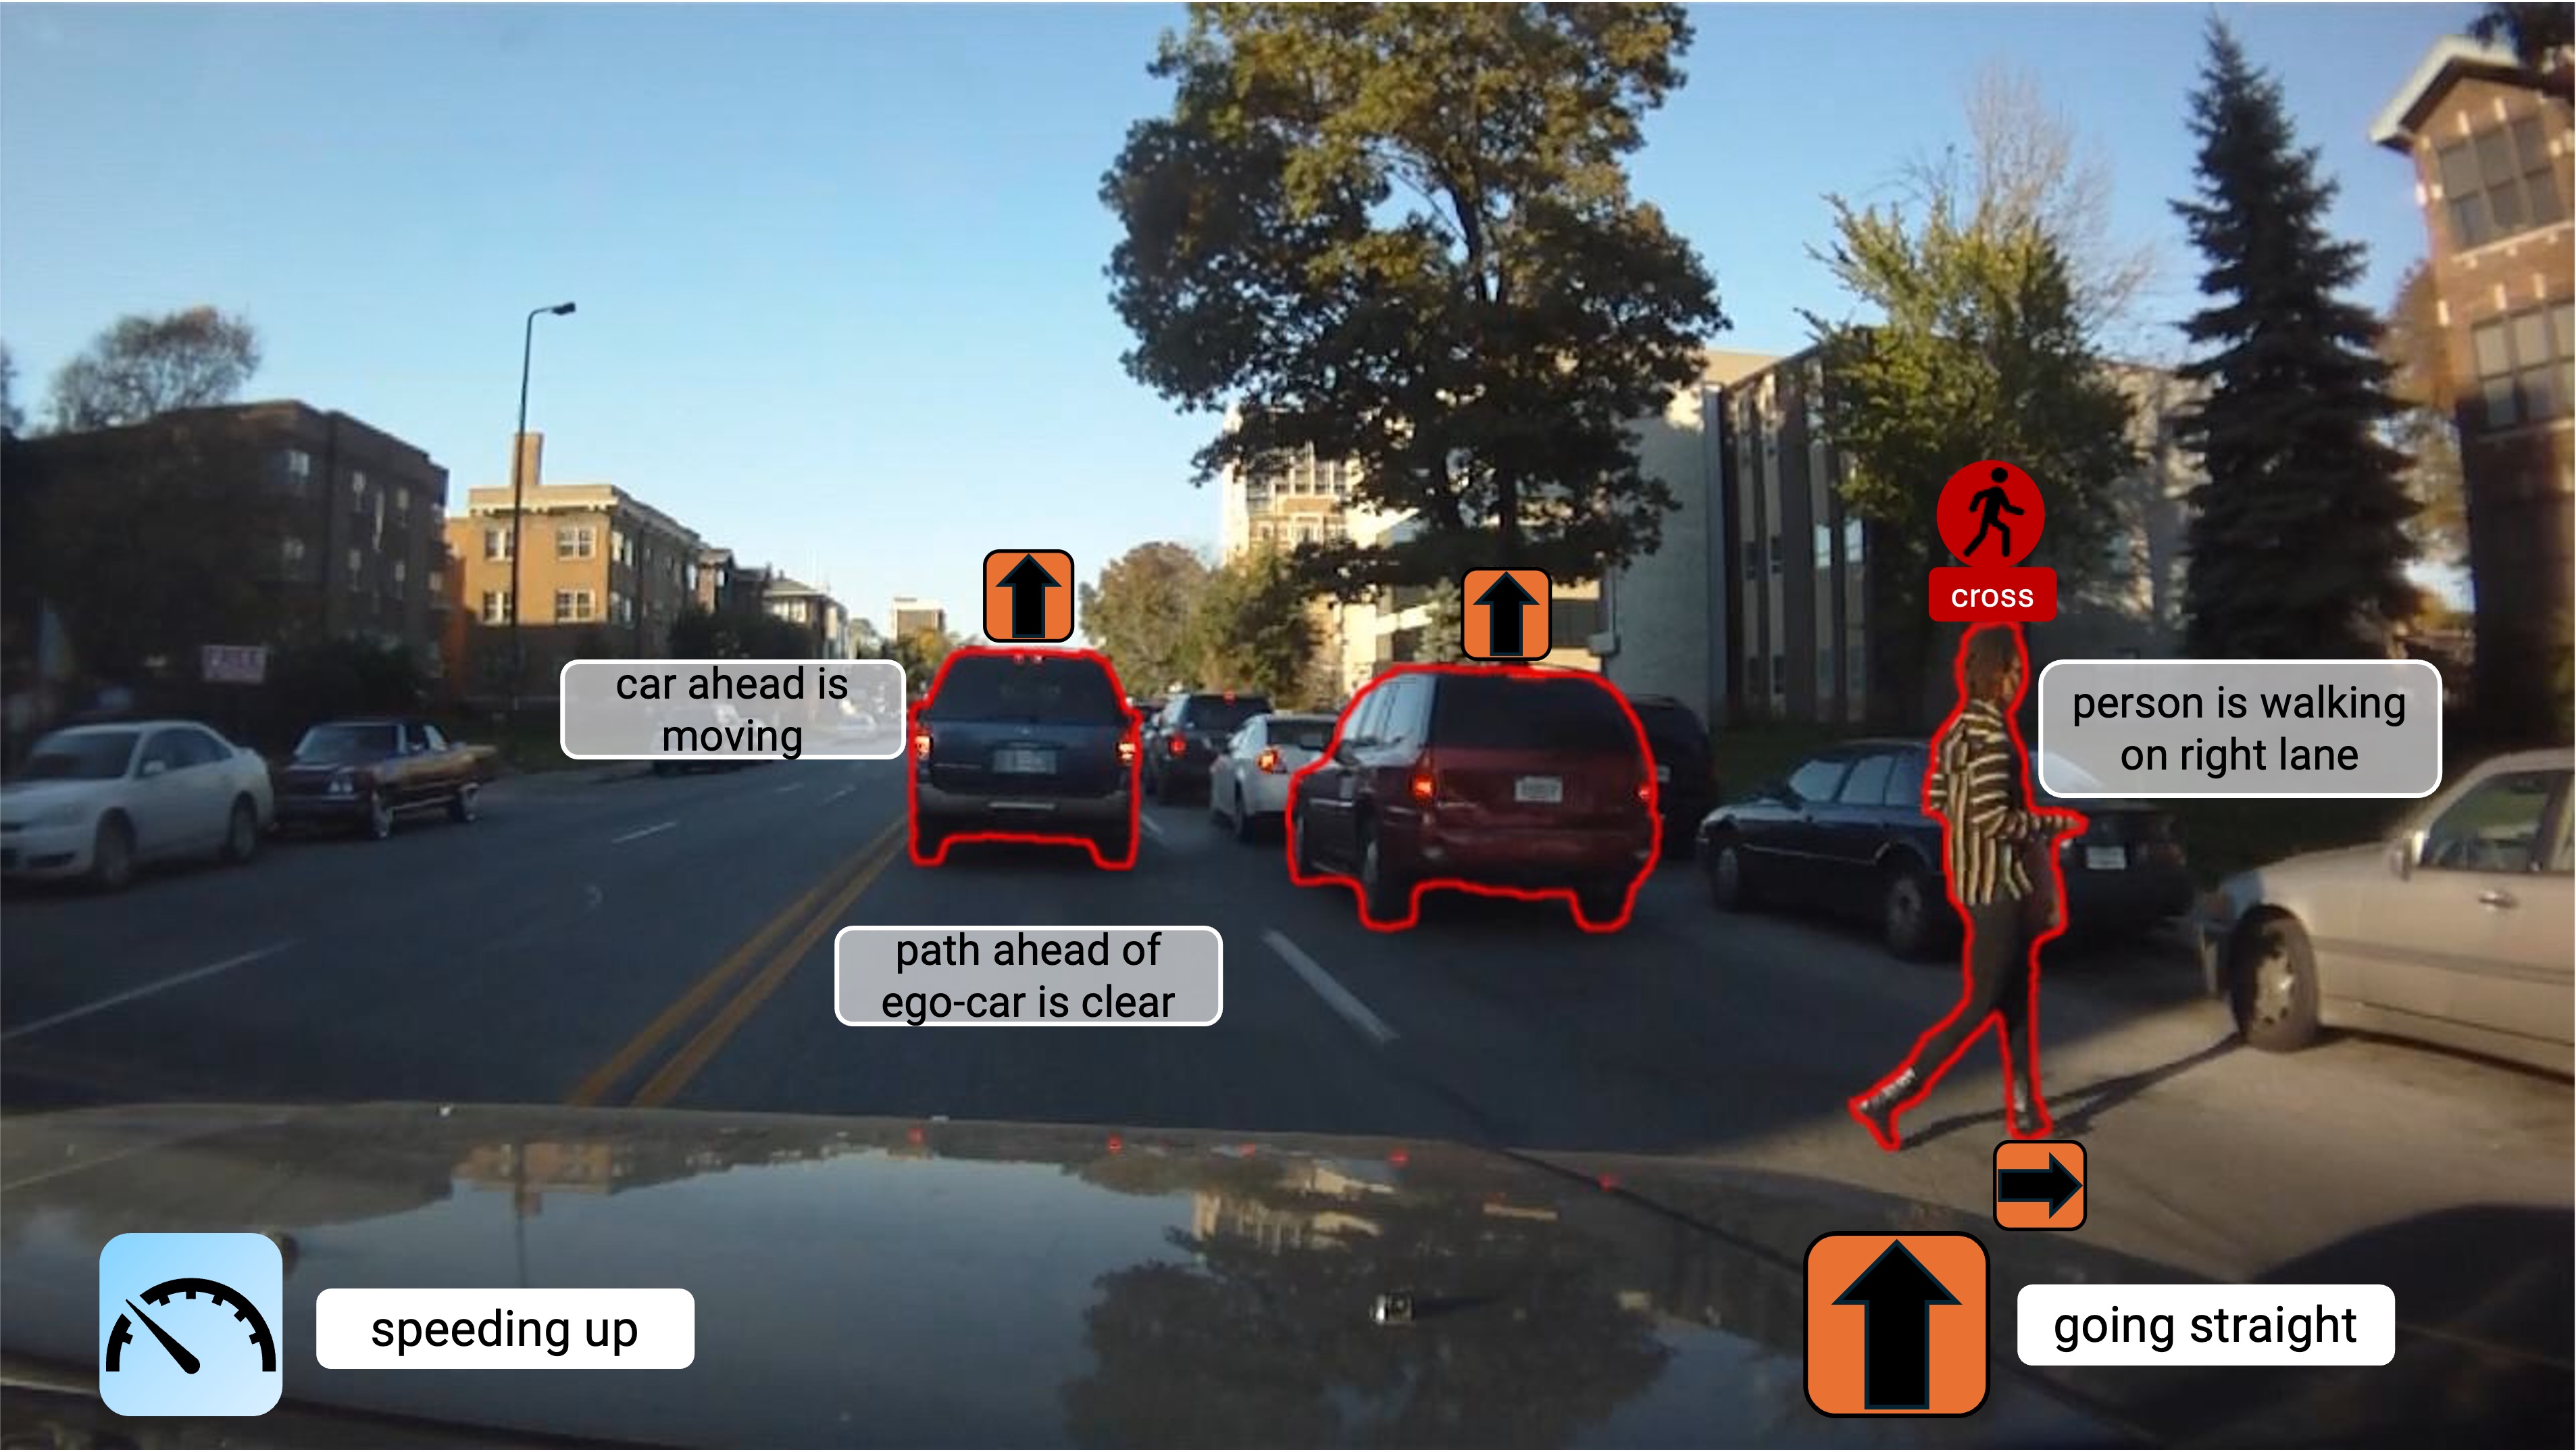 cross
car ahead is
moving
person is walking
on right lane
path ahead of
ego-car is clear
speeding up
going straight